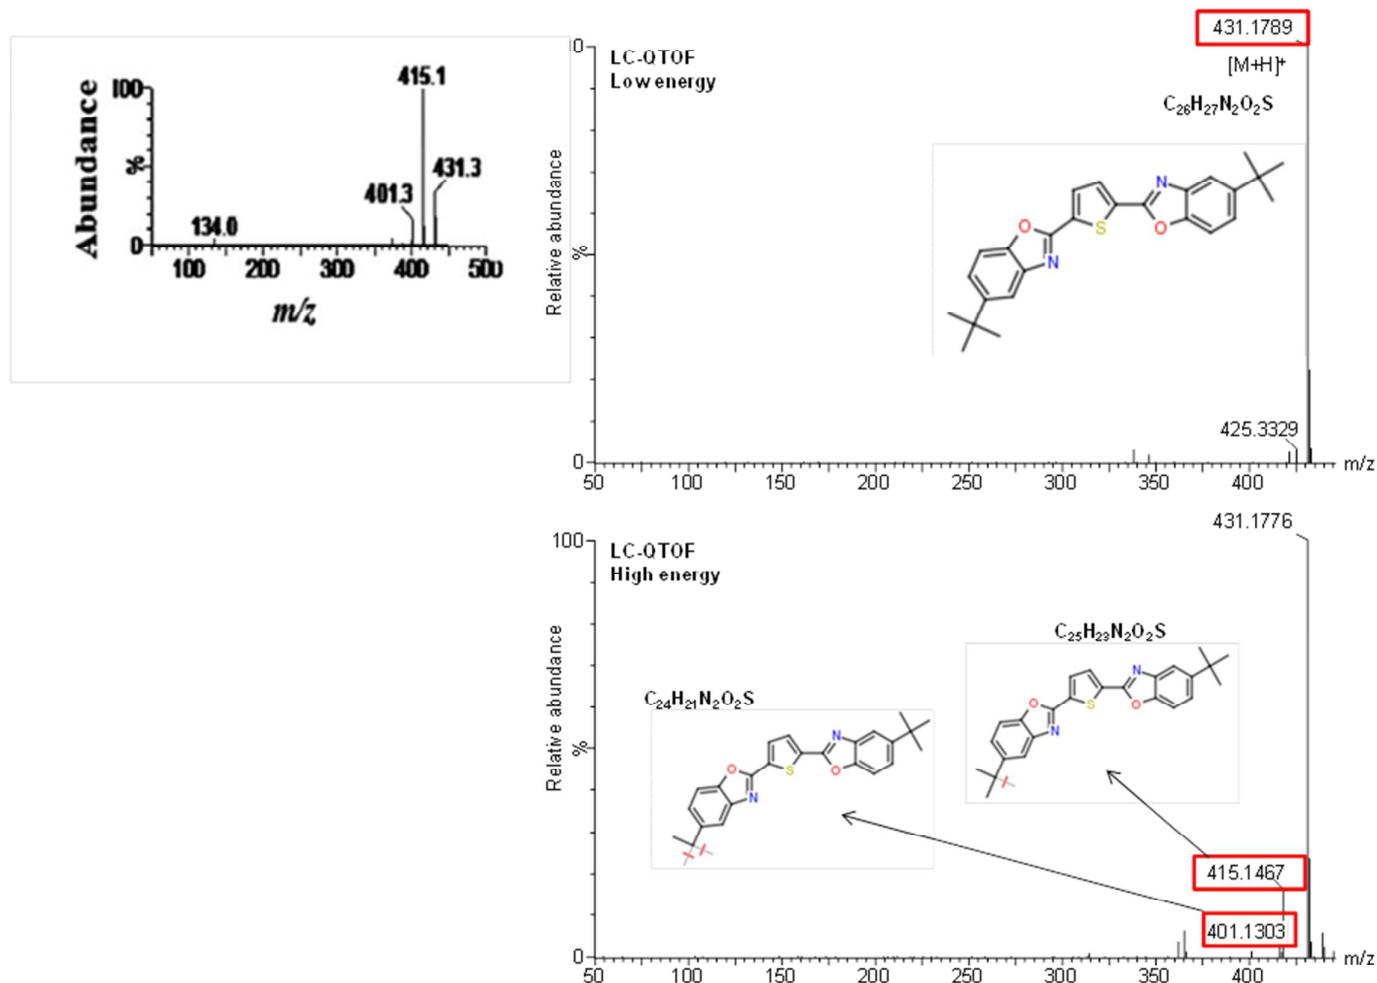 Abundance
100
%
0
415.1
431.3
401.3
134.0
100 200 300 400 500
m/z
LC-QTOF
Low energy
431.1789
[M+H]⁺
C₂₆H₂₇N₂O₂S
Relative abundance
0
%
0
N
O
S
O
N
425.3329
50 100 150 200 250 300 350 400
m/z
431.1776
100
LC-QTOF
High energy
Relative abundance
%
0
C₂₅H₂₃N₂O₂S
N
O
S
O
N
C₂₄H₂₁N₂O₂S
N
O
S
O
N
415.1467
401.1303
50 100 150 200 250 300 350 400
m/z